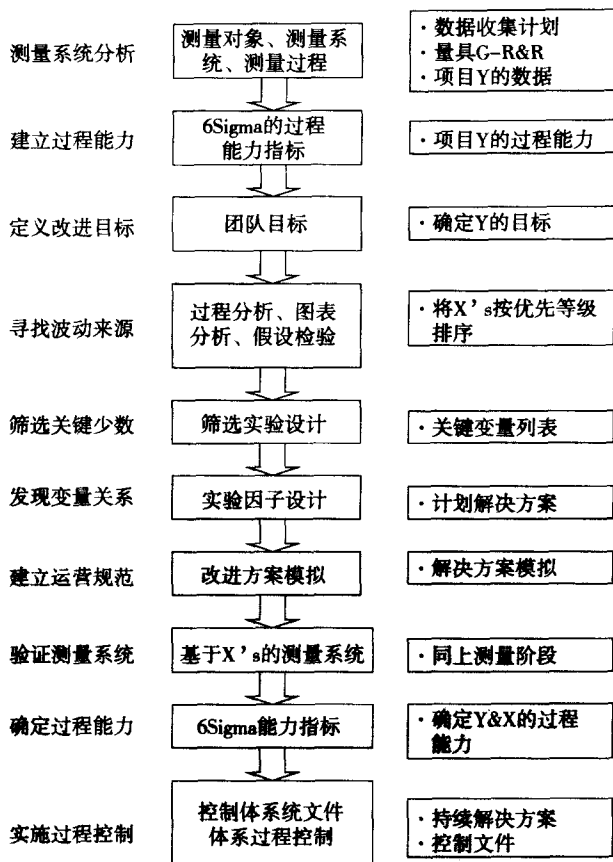 测量系统分析
测量对象、测量系
统、测量过程
· 数据收集计划
· 量具G-R&R
· 项目Y的数据
建立过程能力
6Sigma的过程
能力指标
· 项目Y的过程能力
定义改进目标
团队目标
· 确定Y的目标
寻找波动来源
过程分析、图表
分析、假设检验
· 将X’s按优先等级
排序
筛选关键少数
筛选实验设计
· 关键变量列表
发现变量关系
实验因子设计
· 计划解决方案
建立运营规范
改进方案模拟
· 解决方案模拟
验证测量系统
基于X’s的测量系统
· 同上测量阶段
确定过程能力
6Sigma能力指标
· 确定Y&X的过程
能力
实施过程控制
控制体系统文件
体系过程控制
· 持续解决方案
· 控制文件